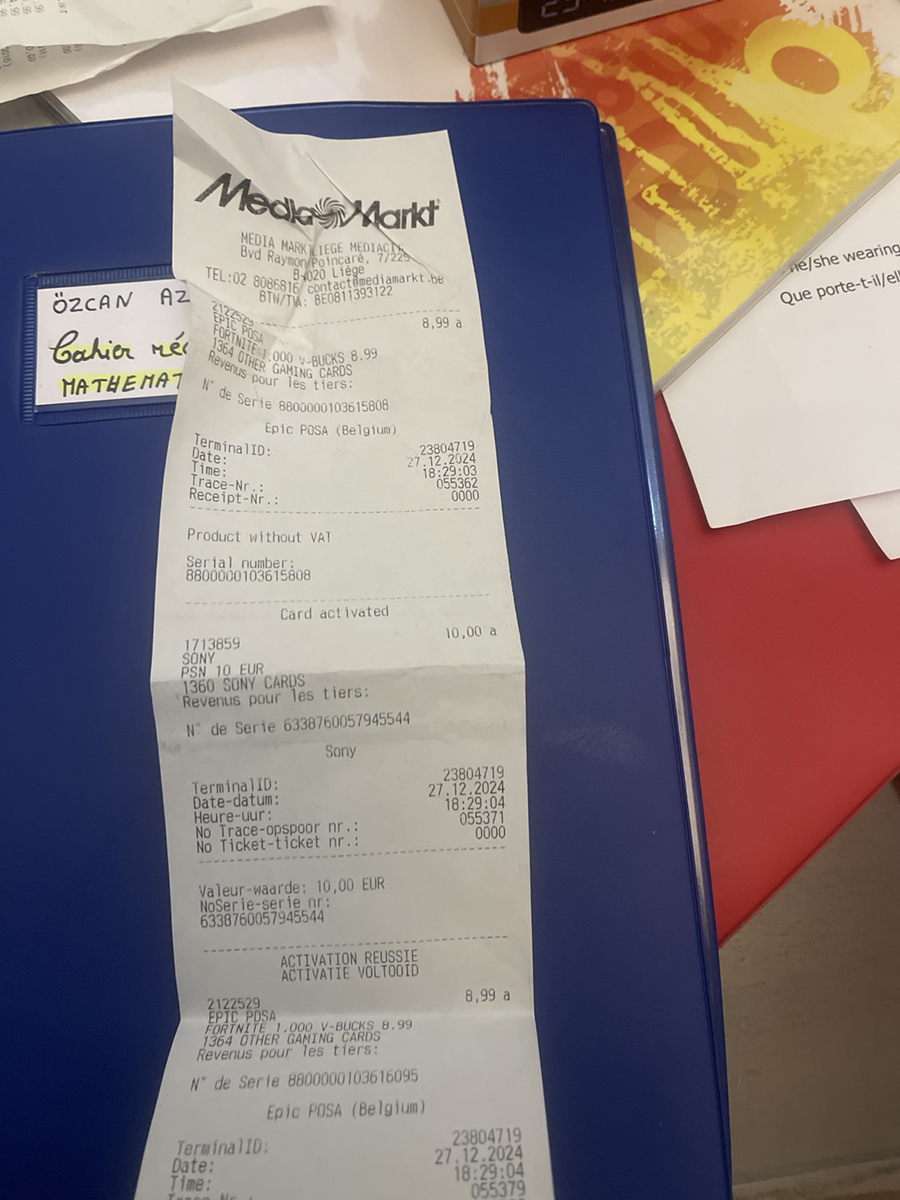 Media Markt
MEDIA MARKT LIEGE MEDIACIT
Bvd Raymon Poincaré, 7/225
B-4020 Liège
TEL:02 8086816 contact@mediamarkt.be
BTW/TVA: BE0811393122
2122529 8,99 a
EPIC POSA
FORTNITE 1.000 V-BUCKS 8.99
1364 OTHER GAMING CARDS
Revenus pour les tiers:
N° de Serie 8800000103615808
Epic POSA (Belgium)
TerminalID: 23804719
Date: 27.12.2024
Time: 18:29:03
Trace-Nr.: 055362
Receipt-Nr.: 0000
Product without VAT
Serial number:
8800000103615808
Card activated
1713859 10,00 a
SONY
PSN 10 EUR
1360 SONY CARDS
Revenus pour les tiers:
N° de Serie 6338760057945544
Sony
TerminalID: 23804719
Date-datum: 27.12.2024
Heure-uur: 18:29:04
No Trace-opspoor nr.: 055371
No Ticket-ticket nr.: 0000
Valeur-waarde: 10,00 EUR
NoSerie-serie nr:
6338760057945544
ACTIVATION REUSSIE
ACTIVATIE VOLTOOID
2122529 8,99 a
EPIC POSA
FORTNITE 1.000 V-BUCKS 8.99
1364 OTHER GAMING CARDS
Revenus pour les tiers:
N° de Serie 8800000103616095
Epic POSA (Belgium)
TerminalID: 23804719
Date: 27.12.2024
Time: 18:29:04
055379
ÖZCAN AZ
Cahier réc
MATHEMAT
he/she wearing
Que porte-t-il/ell